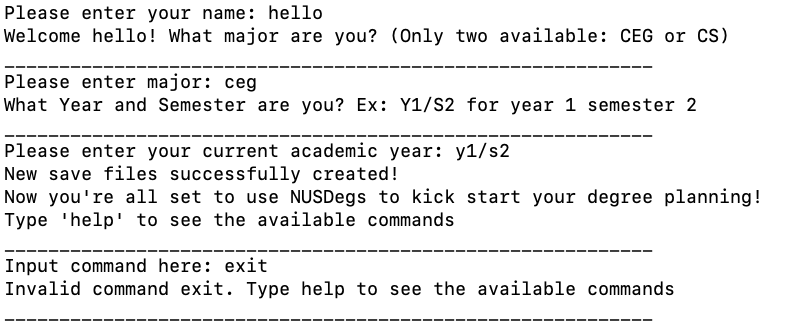 Please enter your name: hello
Welcome hello! What major are you? (Only two available: CEG or CS)
___________________________________________________________
Please enter major: ceg
What Year and Semester are you? Ex: Y1/S2 for year 1 semester 2
___________________________________________________________
Please enter your current academic year: y1/s2
New save files successfully created!
Now you're all set to use NUSDegs to kick start your degree planning!
Type 'help' to see the available commands
___________________________________________________________
Input command here: exit
Invalid command exit. Type help to see the available commands
___________________________________________________________